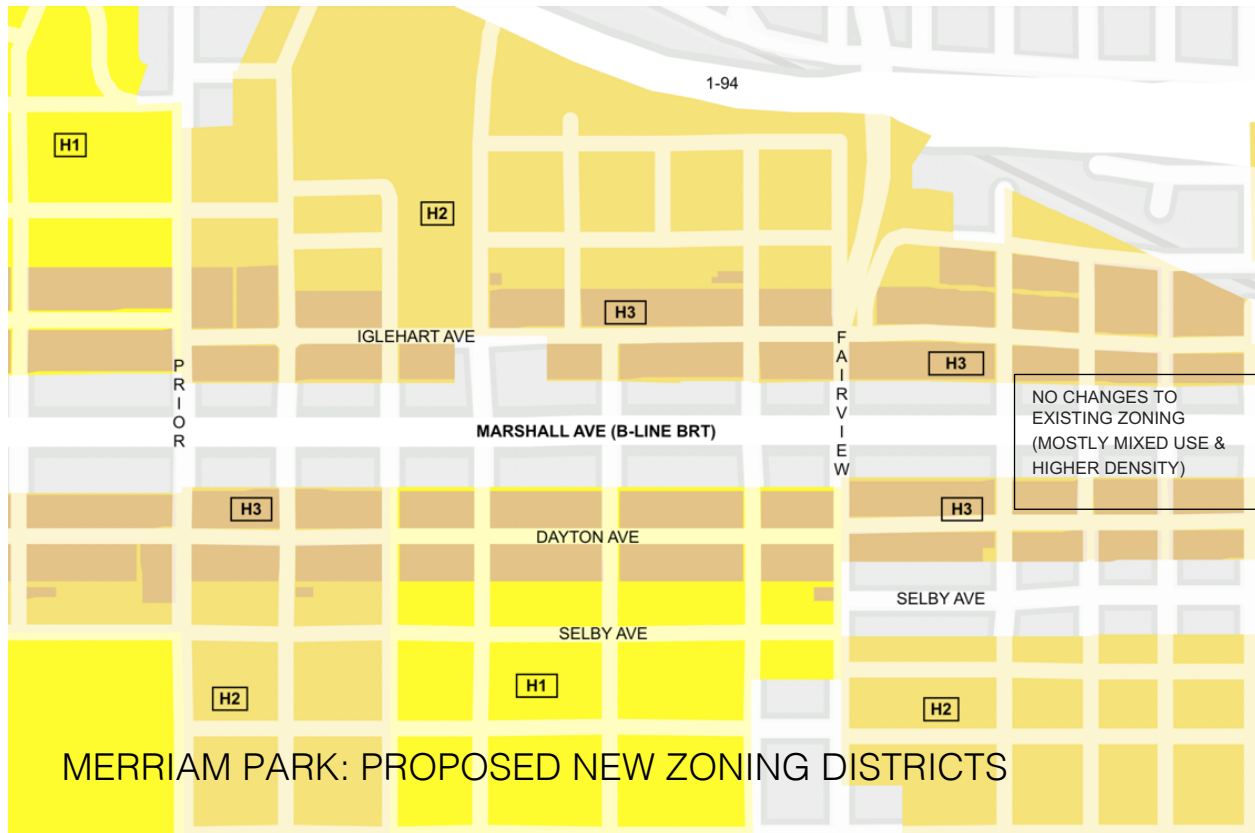 1-94
H1
H2
H3
IGLEHART AVE
PRIOR
FAIRVIEW
H3
NO CHANGES TO
EXISTING ZONING
(MOSTLY MIXED USE &
HIGHER DENSITY)
MARSHALL AVE (B-LINE BRT)
H3
H3
DAYTON AVE
SELBY AVE
SELBY AVE
H2
H1
H2
MERRIAM PARK: PROPOSED NEW ZONING DISTRICTS